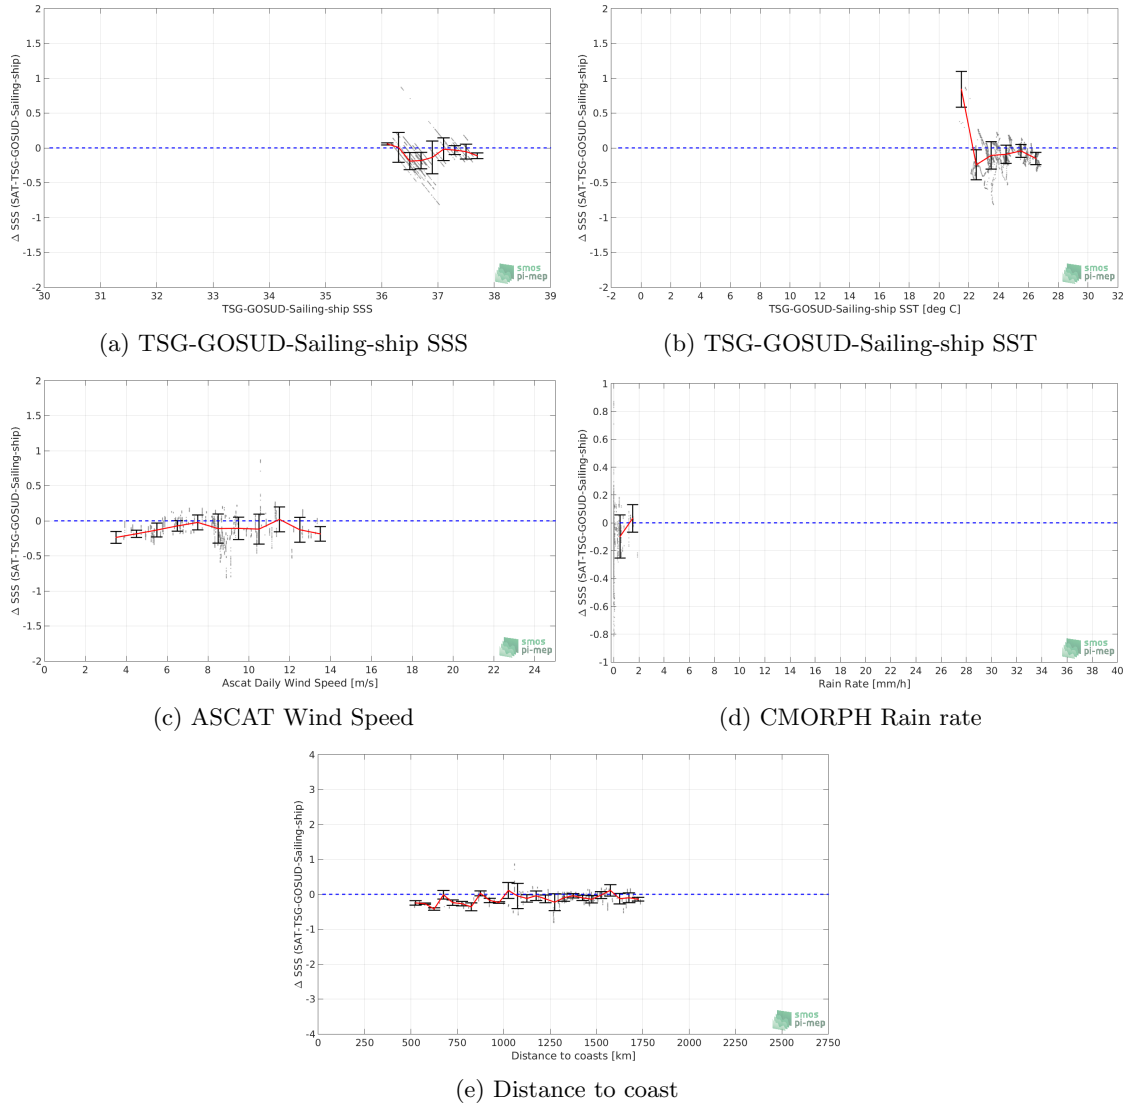 2
1.5
1
0.5
0
-0.5
-1
-1.5
-2
Δ SSS (SAT-TSG-GOSUD-Sailing-ship)
30 31 32 33 34 35 36 37 38 39
TSG-GOSUD-Sailing-ship SSS
smos
pi-mep
(a) TSG-GOSUD-Sailing-ship SSS
2
1.5
1
0.5
0
-0.5
-1
-1.5
-2
Δ SSS (SAT-TSG-GOSUD-Sailing-ship)
-2 0 2 4 6 8 10 12 14 16 18 20 22 24 26 28 30 32
TSG-GOSUD-Sailing-ship SST [deg C]
smos
pi-mep
(b) TSG-GOSUD-Sailing-ship SST
2
1.5
1
0.5
0
-0.5
-1
-1.5
-2
Δ SSS (SAT-TSG-GOSUD-Sailing-ship)
0 2 4 6 8 10 12 14 16 18 20 22 24
Ascat Daily Wind Speed [m/s]
smos
pi-mep
(c) ASCAT Wind Speed
1
0.8
0.6
0.4
0.2
0
-0.2
-0.4
-0.6
-0.8
-1
Δ SSS (SAT-TSG-GOSUD-Sailing-ship)
0 2 4 6 8 10 12 14 16 18 20 22 24 26 28 30 32 34 36 38 40
Rain Rate [mm/h]
smos
pi-mep
(d) CMORPH Rain rate
4
3
2
1
0
-1
-2
-3
-4
Δ SSS (SAT-TSG-GOSUD-Sailing-ship)
0 250 500 750 1000 1250 1500 1750 2000 2250 2500 2750
Distance to coasts [km]
smos
pi-mep
(e) Distance to coast